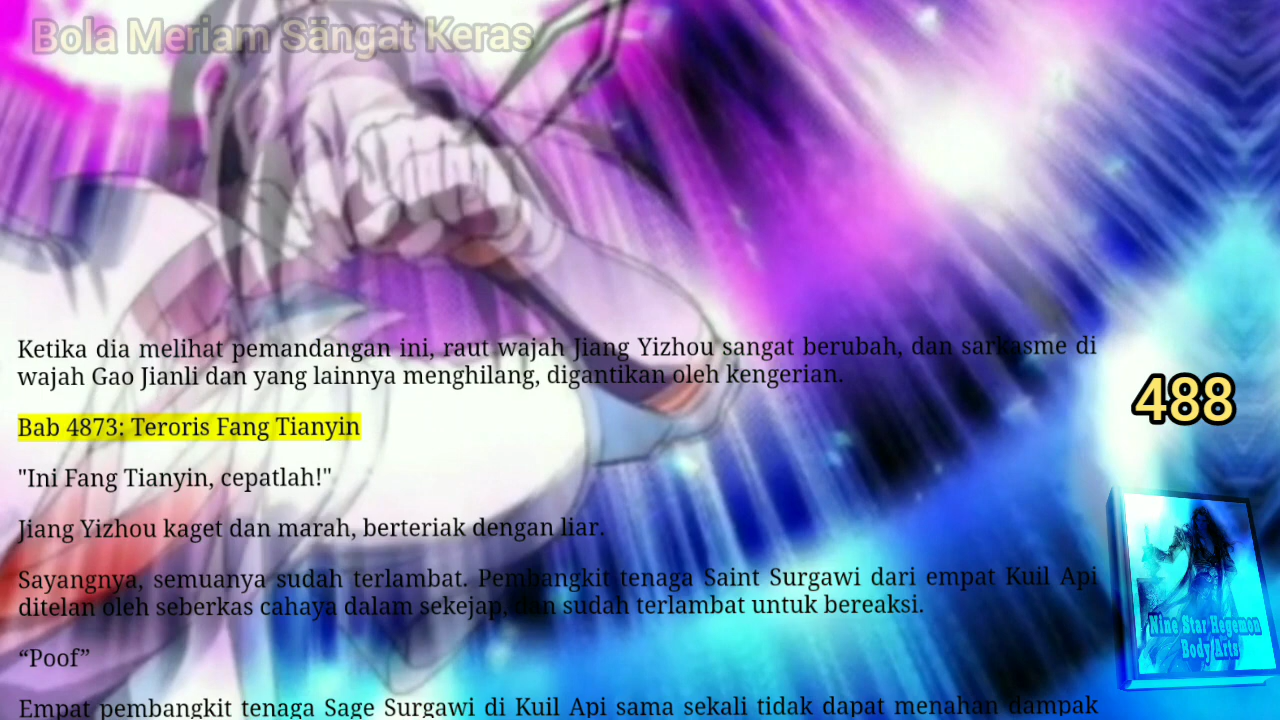 Bola Meriam Sangat Keras
Ketika dia melihat pemandangan ini, raut wajah Jiang Yizhou sangat berubah, dan sarkasme di
wajah Gao Jianli dan yang lainnya menghilang, digantikan oleh kengerian.
Bab 4873: Teroris Fang Tianyin
"Ini Fang Tianyin, cepatlah!"
Jiang Yizhou kaget dan marah, berteriak dengan liar.
Sayangnya, semuanya sudah terlambat. Pembangkit tenaga Saint Surgawi dari empat Kuil Api
ditelan oleh seberkas cahaya dalam sekejap, dan sudah terlambat untuk bereaksi.
“Poof”
Empat pembangkit tenaga Sage Surgawi di Kuil Api sama sekali tidak dapat menahan dampak
488
Nine Star Hegemon
Body Arts